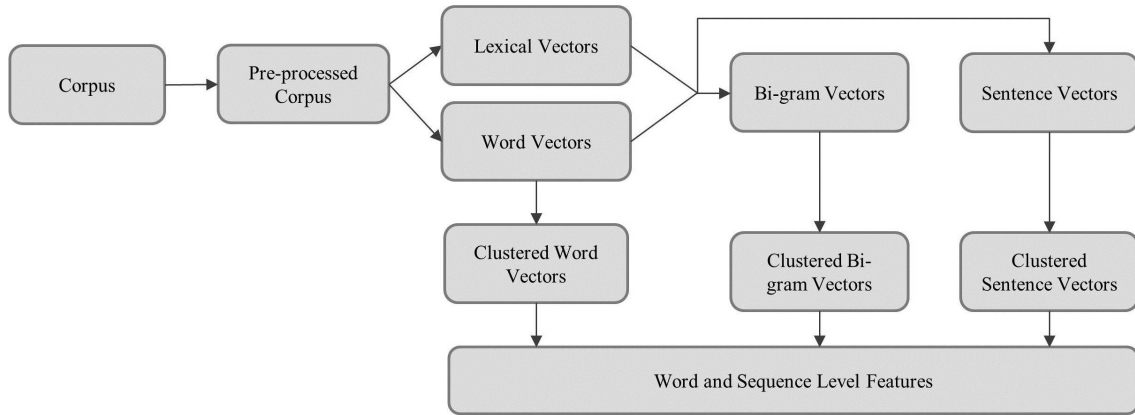 Corpus
Pre-processed
Corpus
Lexical Vectors
Word Vectors
Bi-gram Vectors
Sentence Vectors
Clustered Word
Vectors
Clustered Bi-
gram Vectors
Clustered
Sentence Vectors
Word and Sequence Level Features